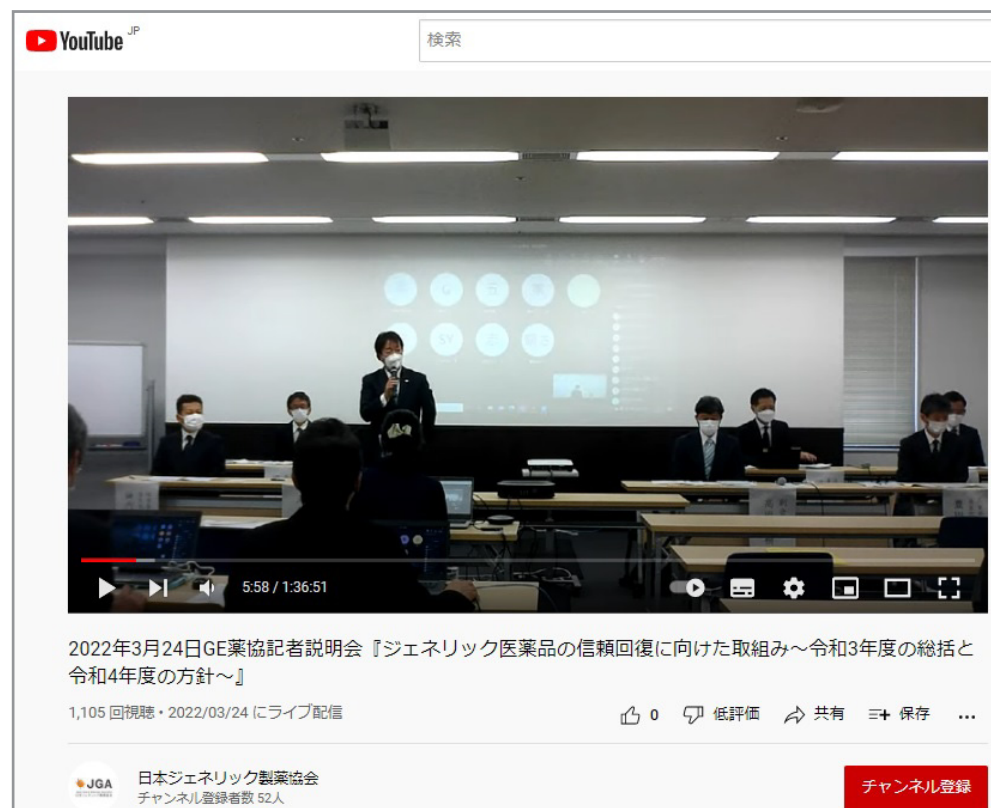 YouTube JP
検索
SY
5:58 / 1:36:51
2022年3月24日GE薬協記者説明会『ジェネリック医薬品の信頼回復に向けた取組み～令和3年度の総括と
令和4年度の方針～』
1,105 回視聴・2022/03/24 にライブ配信
0 低評価 共有 保存 …
JGA
日本ジェネリック製薬協会
チャンネル登録者数 52人
チャンネル登録